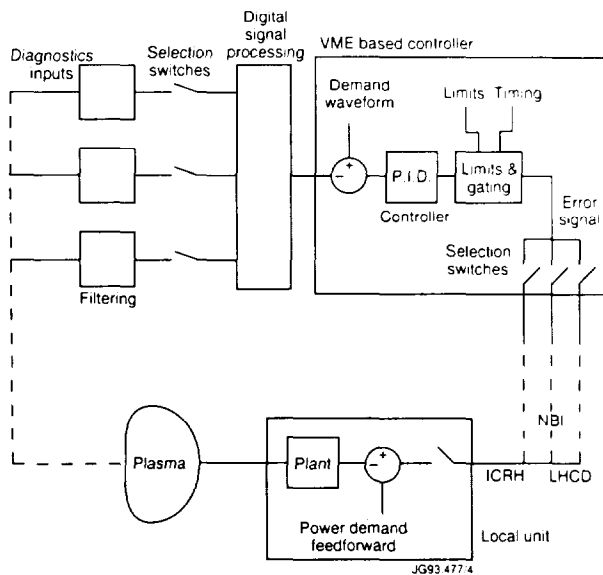 Digital
signal
processing
VME based controller
Diagnostics
inputs
Selection
switches
Demand
waveform
Limits Timing
- +
P.I.D.
Limits &
gating
Controller
Error
signal
Selection
switches
Filtering
NBI
Plasma
Plant
- +
ICRH
LHCD
Power demand
feedforward
Local unit
JG93.477/4